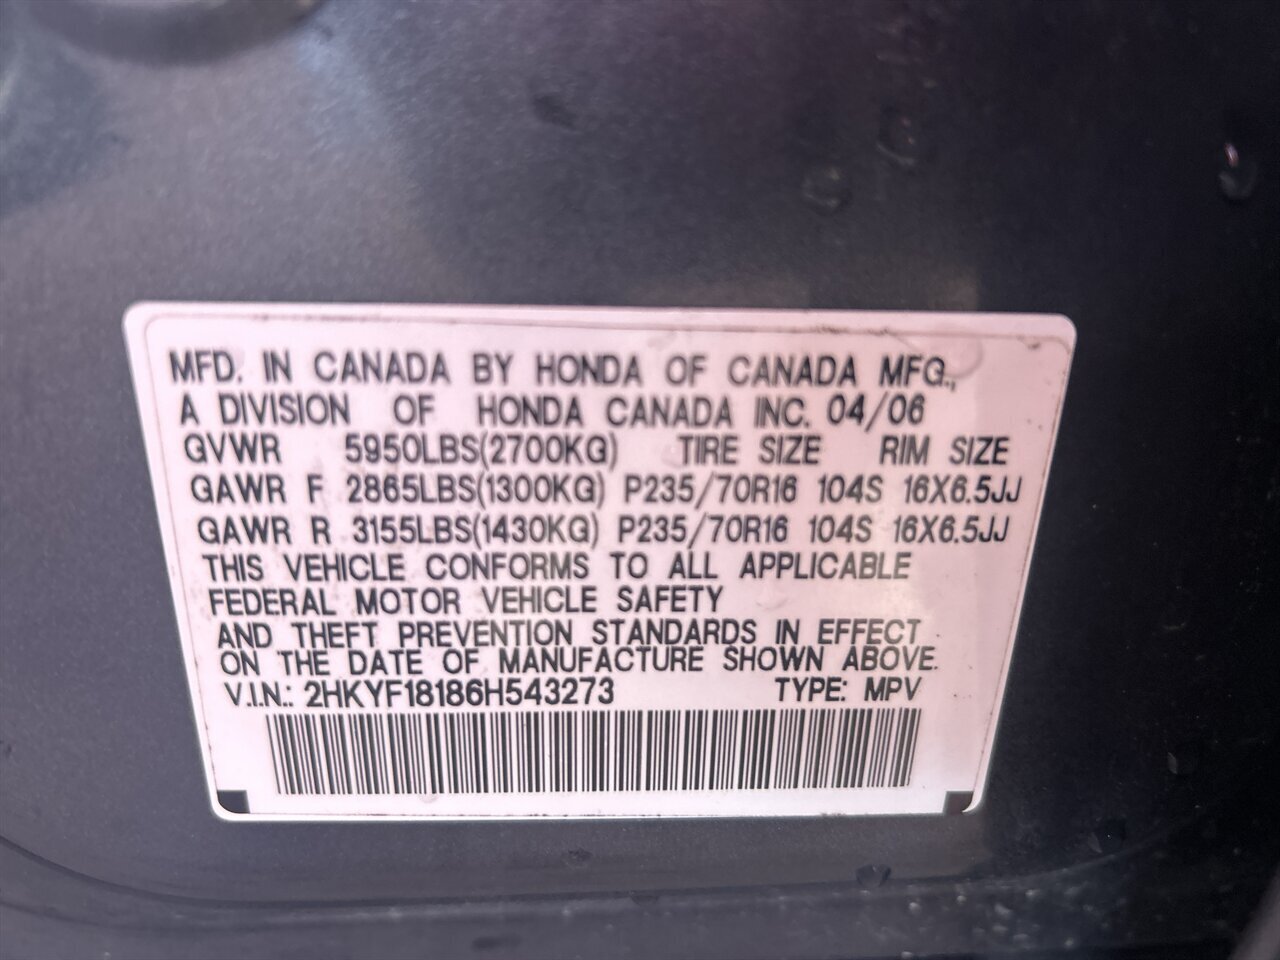 MFD. IN CANADA BY HONDA OF CANADA MFG.,
A DIVISION OF HONDA CANADA INC. 04/06
GVWR 5950LBS(2700KG) TIRE SIZE RIM SIZE
GAWR F 2865LBS(1300KG) P235/70R16 104S 16X6.5JJ
GAWR R 3155LBS(1430KG) P235/70R16 104S 16X6.5JJ
THIS VEHICLE CONFORMS TO ALL APPLICABLE
FEDERAL MOTOR VEHICLE SAFETY
AND THEFT PREVENTION STANDARDS IN EFFECT
ON THE DATE OF MANUFACTURE SHOWN ABOVE.
V.I.N.: 2HKYF18186H543273 TYPE: MPV